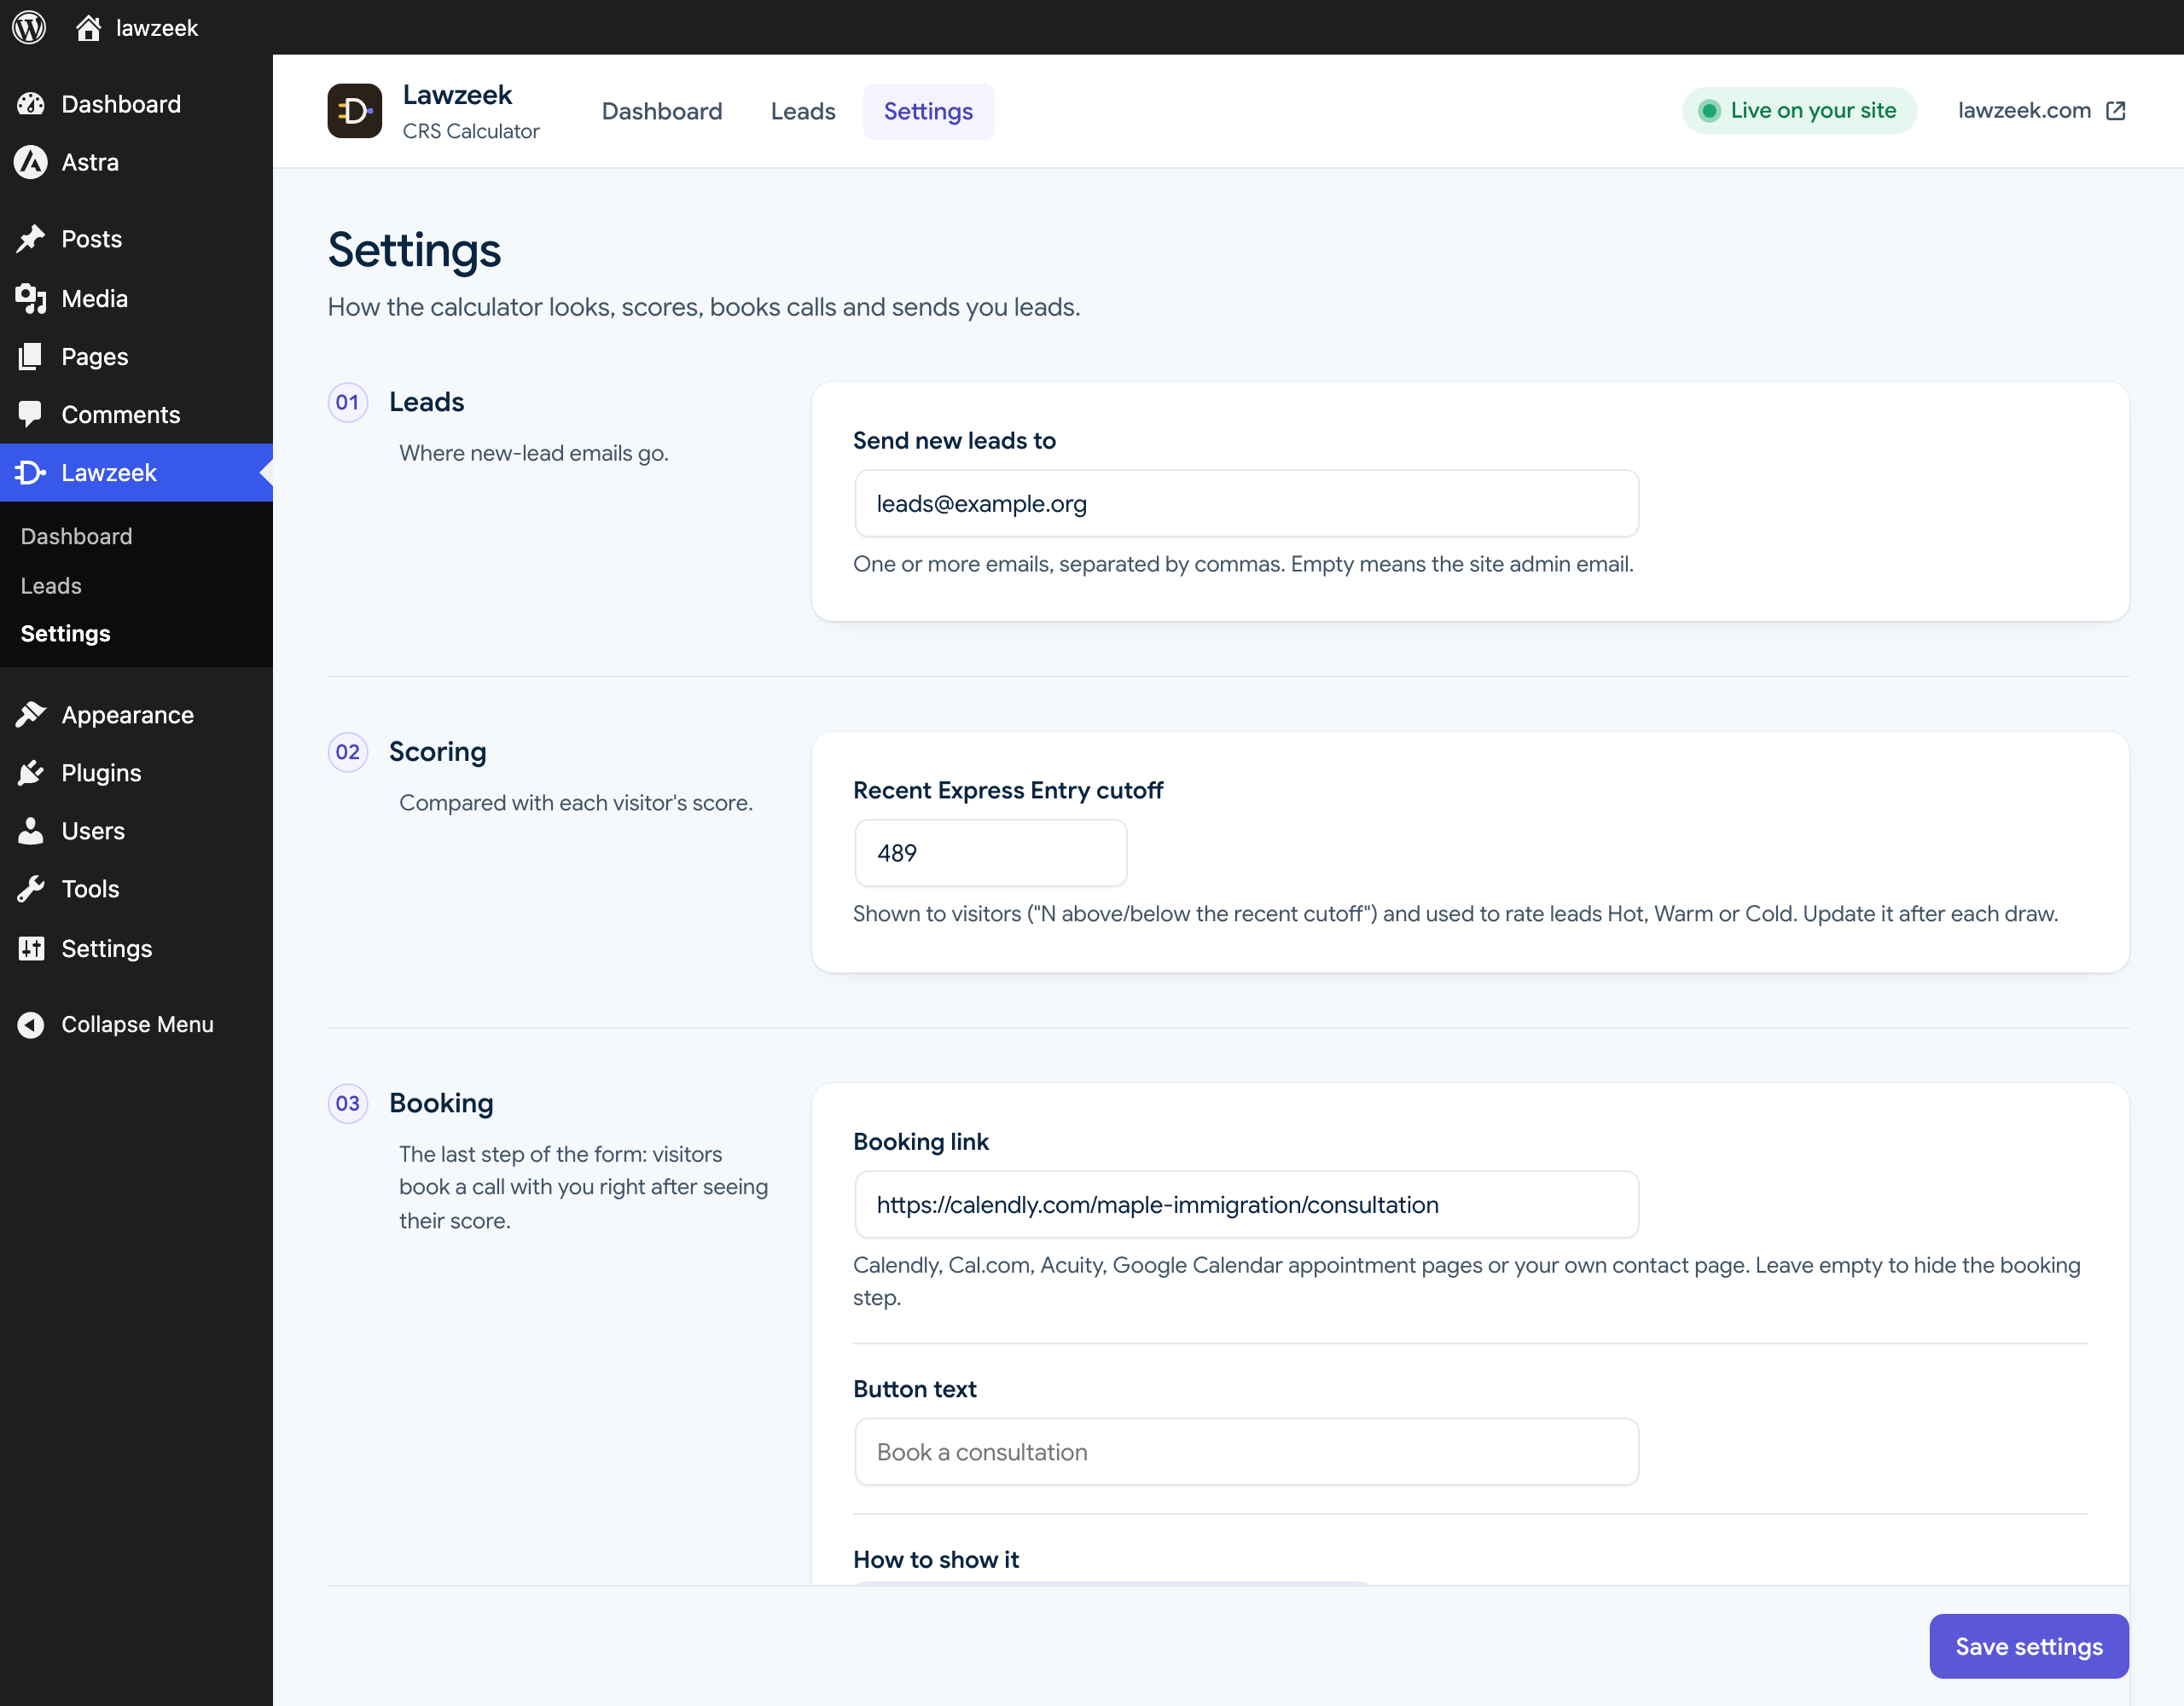 lawzeek
Dashboard
Astra
Posts
Media
Pages
Comments
Lawzeek
Dashboard
Leads
Settings
Appearance
Plugins
Users
Tools
Settings
Collapse Menu
Lawzeek
CRS Calculator
Dashboard
Leads
Settings
Live on your site
lawzeek.com
Settings
How the calculator looks, scores, books calls and sends you leads.
01
Leads
Where new-lead emails go.
Send new leads to
leads@example.org
One or more emails, separated by commas. Empty means the site admin email.
02
Scoring
Compared with each visitor's score.
Recent Express Entry cutoff
489
Shown to visitors ("N above/below the recent cutoff") and used to rate leads Hot, Warm or Cold. Update it after each draw.
03
Booking
The last step of the form: visitors
book a call with you right after seeing
their score.
Booking link
https://calendly.com/maple-immigration/consultation
Calendly, Cal.com, Acuity, Google Calendar appointment pages or your own contact page. Leave empty to hide the booking
step.
Button text
Book a consultation
How to show it
Save settings